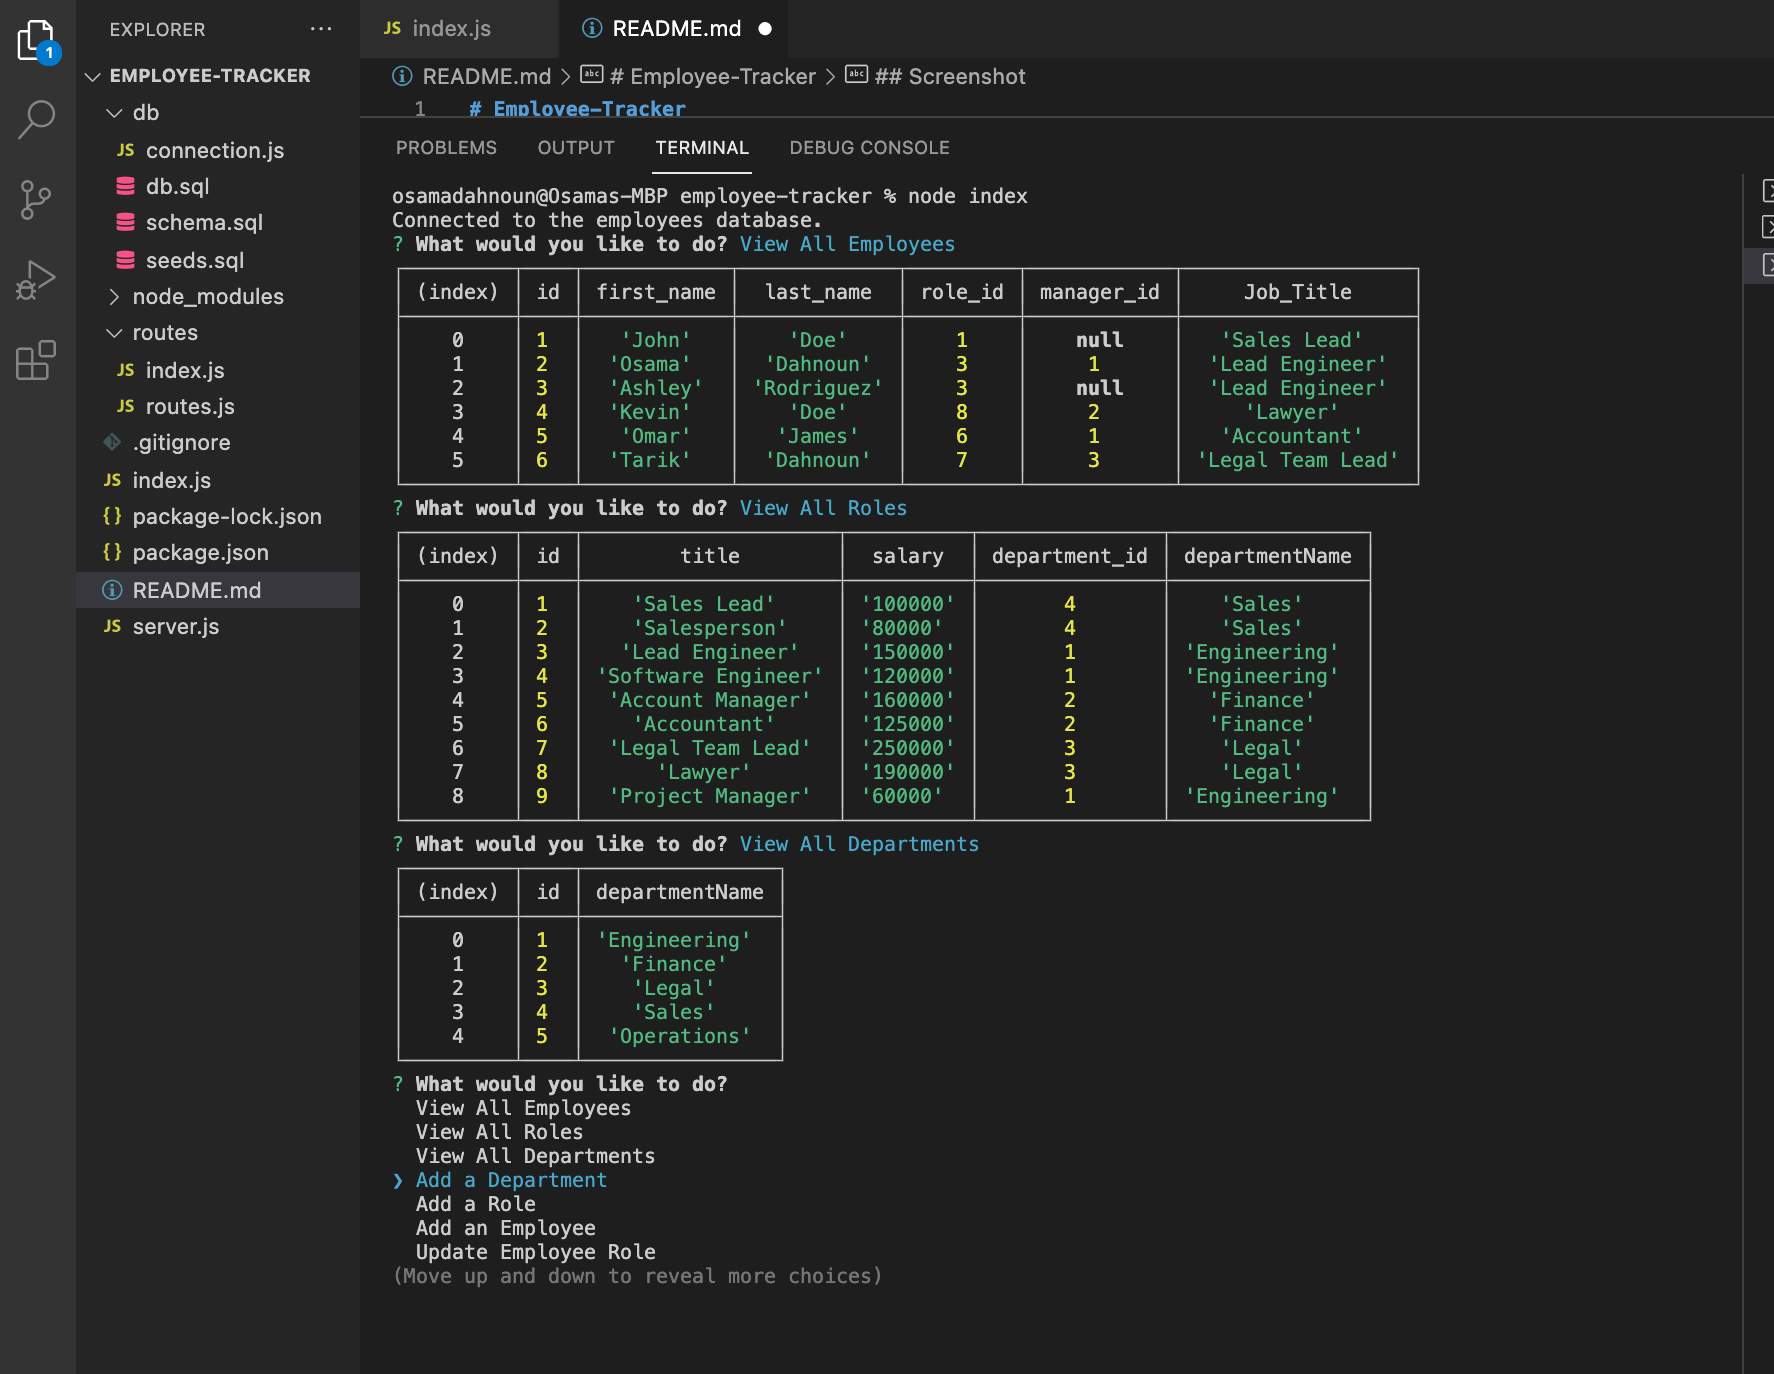 EXPLORER ...
1
EMPLOYEE-TRACKER
db
JS connection.js
db.sql
schema.sql
seeds.sql
node_modules
routes
JS index.js
JS routes.js
.gitignore
JS index.js
{} package-lock.json
{} package.json
README.md
JS server.js
JS index.js README.md
README.md > abc # Employee-Tracker > abc ## Screenshot
1 # Employee-Tracker
PROBLEMS OUTPUT TERMINAL DEBUG CONSOLE
osamadahnoun@Osamas-MBP employee-tracker % node index
Connected to the employees database.
? What would you like to do? View All Employees
(index) id first_name last_name role_id manager_id Job_Title
0 1 'John' 'Doe' 1 null 'Sales Lead'
1 2 'Osama' 'Dahnoun' 3 1 'Lead Engineer'
2 3 'Ashley' 'Rodriguez' 3 null 'Lead Engineer'
3 4 'Kevin' 'Doe' 8 2 'Lawyer'
4 5 'Omar' 'James' 6 1 'Accountant'
5 6 'Tarik' 'Dahnoun' 7 3 'Legal Team Lead'
? What would you like to do? View All Roles
(index) id title salary department_id departmentName
0 1 'Sales Lead' '100000' 4 'Sales'
1 2 'Salesperson' '80000' 4 'Sales'
2 3 'Lead Engineer' '150000' 1 'Engineering'
3 4 'Software Engineer' '120000' 1 'Engineering'
4 5 'Account Manager' '160000' 2 'Finance'
5 6 'Accountant' '125000' 2 'Finance'
6 7 'Legal Team Lead' '250000' 3 'Legal'
7 8 'Lawyer' '190000' 3 'Legal'
8 9 'Project Manager' '60000' 1 'Engineering'
? What would you like to do? View All Departments
(index) id departmentName
0 1 'Engineering'
1 2 'Finance'
2 3 'Legal'
3 4 'Sales'
4 5 'Operations'
? What would you like to do?
View All Employees
View All Roles
View All Departments
❯ Add a Department
Add a Role
Add an Employee
Update Employee Role
(Move up and down to reveal more choices)